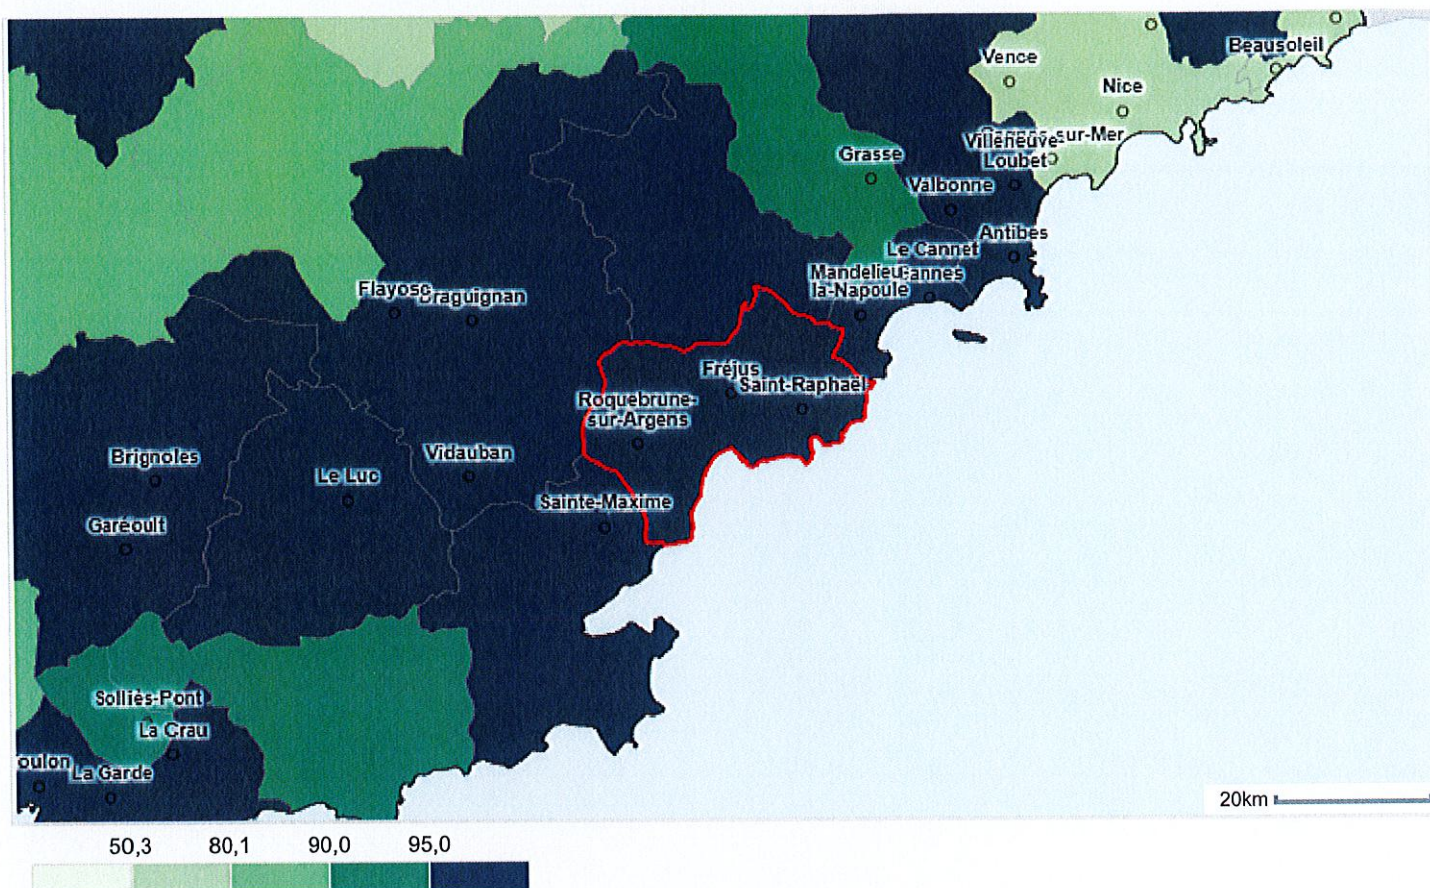 Beausoleil
Vence
Nice
sur-Mer
Villeneuve-
Loubet
Grasse
Valbonne
Antibes
Le Cannet
Mandelieu-
la-Napoule
Flayosc
Draguignan
Fréjus
Saint-Raphaël
Roquebrune-
sur-Argens
Brignoles
Vidauban
Le Luc
Sainte-Maxime
Garéoult
Solliès-Pont
La Crau
oulon
La Garde
20km
50,3 80,1 90,0 95,0